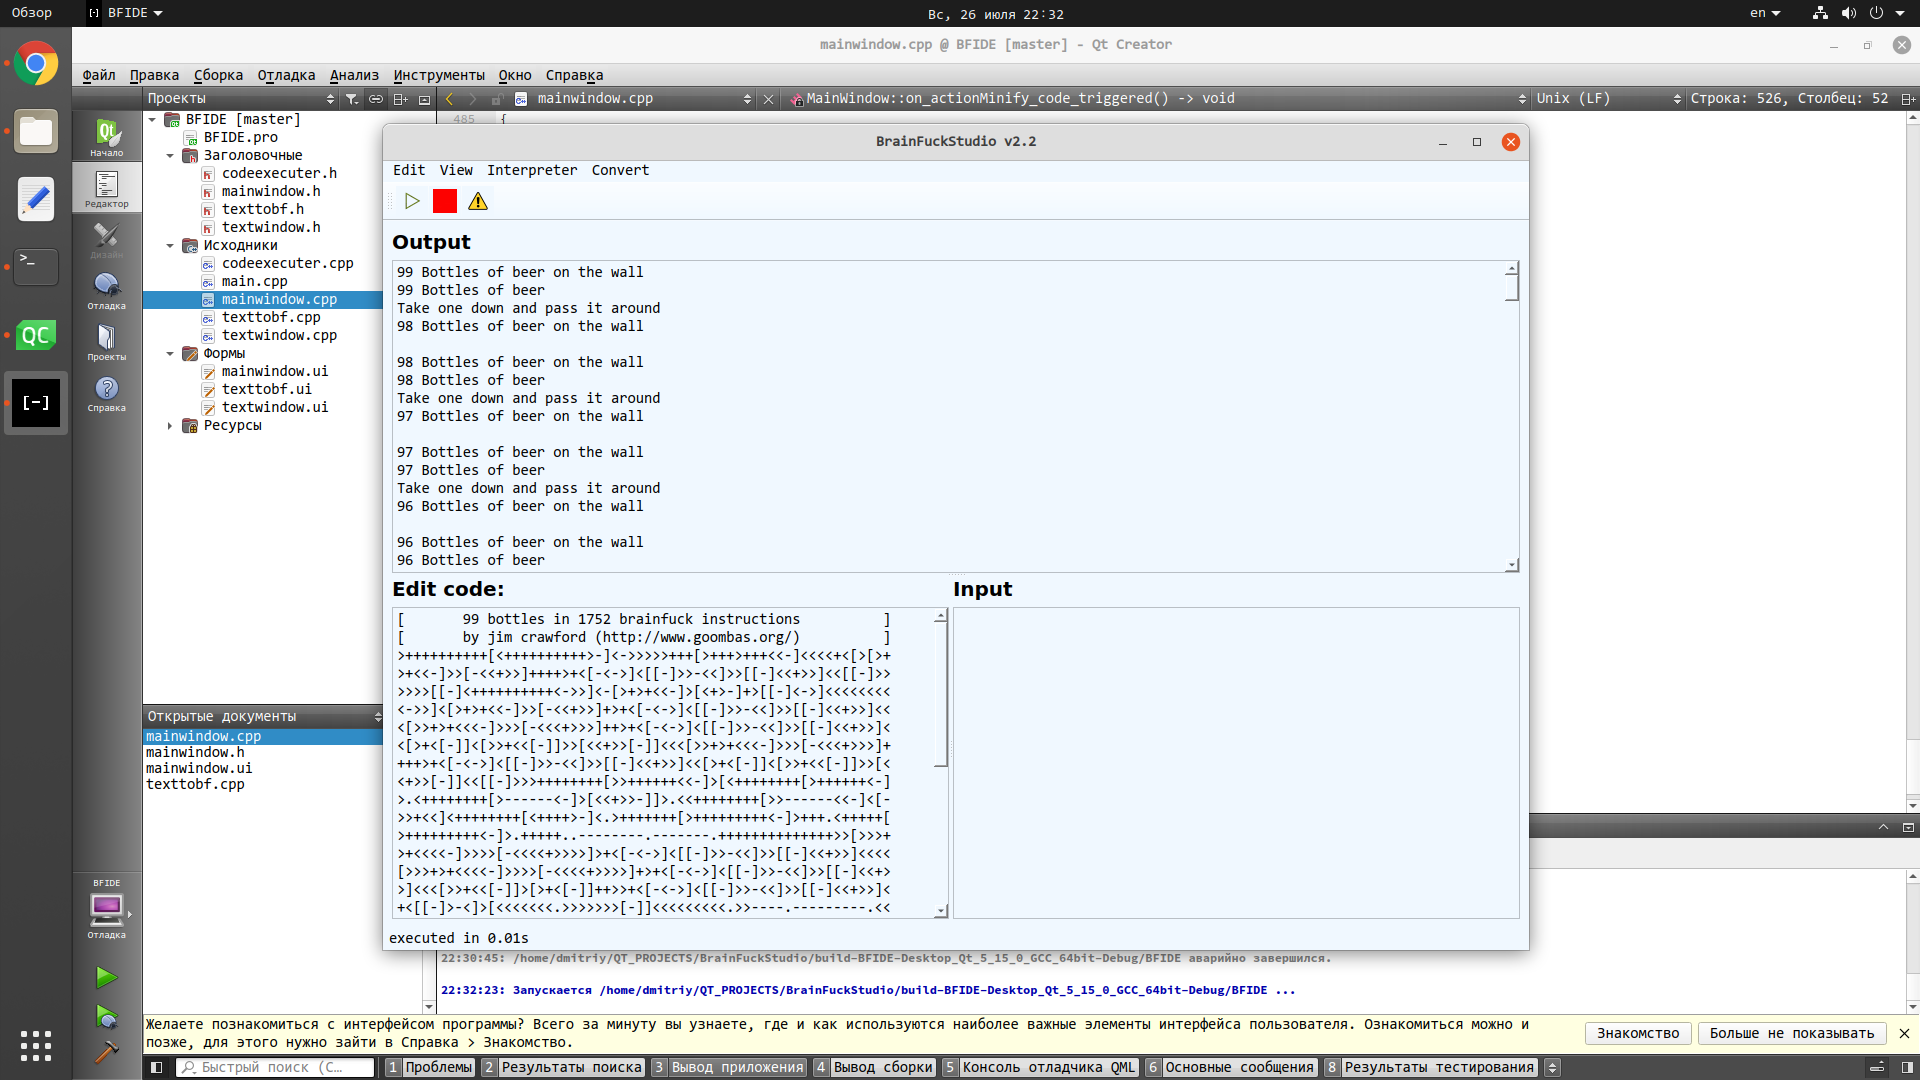 Обзор
BFIDE
Вс, 26 июля 22:32
en
mainwindow.cpp @ BFIDE [master] - Qt Creator
Файл Правка Сборка Отладка Анализ Инструменты Окно Справка
Проекты
mainwindow.cpp
MainWindow::on_actionMinify_code_triggered() -> void
Unix (LF)
Строка: 526, Столбец: 52
485 {
Начало
Редактор
Дизайн
Отладка
Проекты
Справка
BFIDE [master]
BFIDE.pro
Заголовочные
codeexecuter.h
mainwindow.h
texttobf.h
textwindow.h
Исходники
codeexecuter.cpp
main.cpp
mainwindow.cpp
texttobf.cpp
textwindow.cpp
Формы
mainwindow.ui
texttobf.ui
textwindow.ui
Ресурсы
Открытые документы
mainwindow.cpp
mainwindow.h
mainwindow.ui
texttobf.cpp
BFIDE
Отладка
BrainFuckStudio v2.2
Edit View Interpreter Convert
Output
99 Bottles of beer on the wall
99 Bottles of beer
Take one down and pass it around
98 Bottles of beer on the wall
98 Bottles of beer on the wall
98 Bottles of beer
Take one down and pass it around
97 Bottles of beer on the wall
97 Bottles of beer on the wall
97 Bottles of beer
Take one down and pass it around
96 Bottles of beer on the wall
96 Bottles of beer on the wall
96 Bottles of beer
Edit code:
[ 99 bottles in 1752 brainfuck instructions ]
[ by jim crawford (http://www.goombas.org/) ]
>++++++++++[<++++++++++>-]<->>>>>+++[>+++>+++<<-]<<<<+<[>[>+
>+<<-]>>[-<<+>>]++++>+<[-<->]<[[-]>>-<<]>>[[-]<<+>>]<<[[-]>>
>>>>[[-]<++++++++++<->>]<-[>+>+<<-]>[<+>-]+>[[-]<->]<<<<<<<<
<->>]<[>+>+<<-]>>[-<<+>>]+>+<[-<->]<[[-]>>-<<]>>[[-]<<+>>]<<
<[>>+>+<<<-]>>>[-<<<+>>>]++>+<[-<->]<[[-]>>-<<]>>[[-]<<+>>]<
<[>+<[-]]<[>>+<<[-]]>>[<<+>>[-]]<<<[>>+>+<<<-]>>>[-<<<+>>>]+
+++>+<[-<->]<[[-]>>-<<]>>[[-]<<+>>]<<[>+<[-]]<[>>+<<[-]]>>[<
<+>>[-]]<<[[-]>>>++++++++[>>++++++<<-]>[<++++++++[>++++++<-]
>.<++++++++[>------<-]>[<<+>>-]]>.<<++++++++[>>------<<-]<[-
>>+<<]<++++++++[<++++>-]<.>+++++++[>+++++++++<-]>+++.<+++++[
>+++++++++<-]>.+++++..--------.-------.++++++++++++++>>[>>>+
>+<<<<-]>>>>[-<<<<+>>>>]>+<[-<->]<[[-]>>-<<]>>[[-]<<+>>]<<<<
[>>>+>+<<<<-]>>>>[-<<<<+>>>>]+>+<[-<->]<[[-]>>-<<]>>[[-]<<+>
>]<<<[>>+<<[-]]>[>+<[-]]++>>+<[-<->]<[[-]>>-<<]>>[[-]<<+>>]<
+<[[-]>-<]>[<<<<<<<.>>>>>>>[-]]<<<<<<<<<.>>----.---------.<<
Input
executed in 0.01s
22:30:45: /home/dmitriy/QT_PROJECTS/BrainFuckStudio/build-BFIDE-Desktop_Qt_5_15_0_GCC_64bit-Debug/BFIDE аварийно завершился.
22:32:23: Запускается /home/dmitriy/QT_PROJECTS/BrainFuckStudio/build-BFIDE-Desktop_Qt_5_15_0_GCC_64bit-Debug/BFIDE ...
Желаете познакомиться с интерфейсом программы? Всего за минуту вы узнаете, где и как используются наиболее важные элементы интерфейса пользователя. Ознакомиться можно и
позже, для этого нужно зайти в Справка > Знакомство.
Знакомство
Больше не показывать
Быстрый поиск (C...
1 Проблемы 2 Результаты поиска 3 Вывод приложения 4 Вывод сборки 5 Консоль отладчика QML 6 Основные сообщения 8 Результаты тестирования